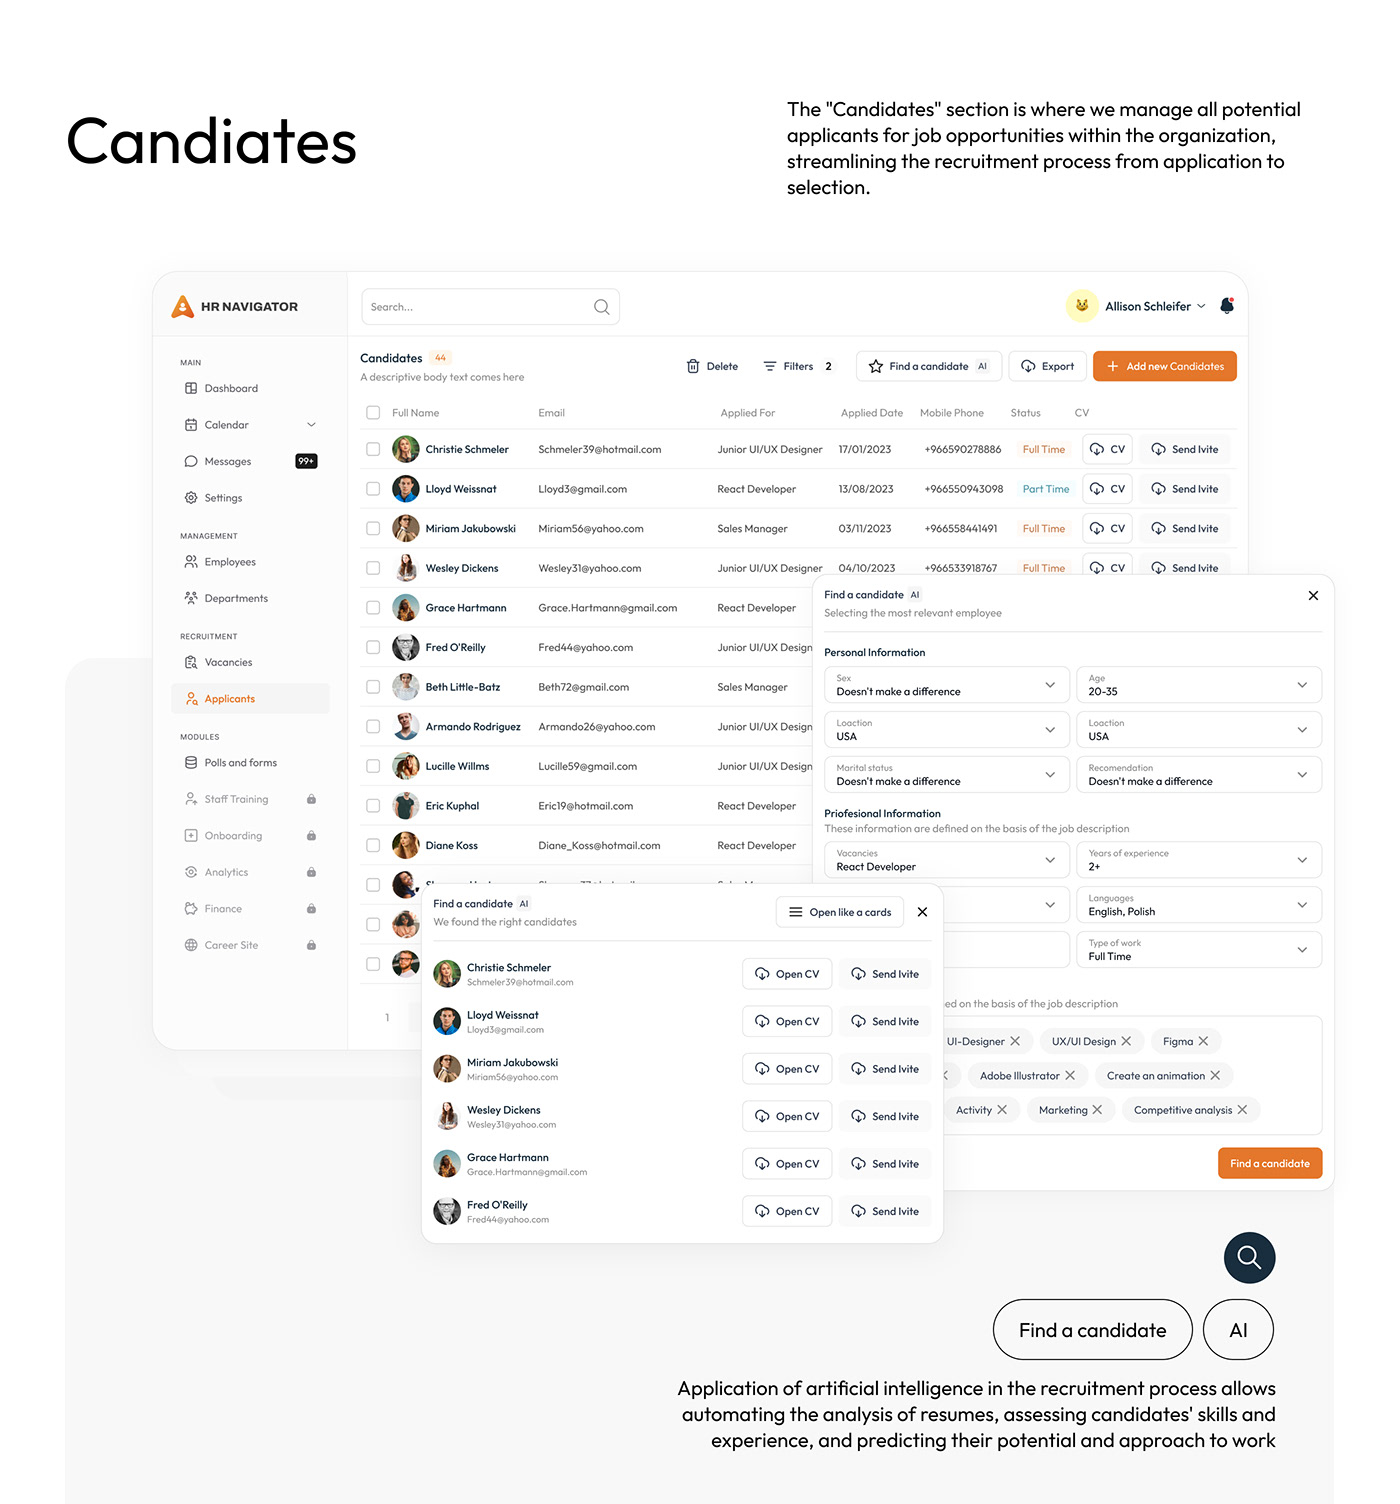 Candiates
The "Candidates" section is where we manage all potential
applicants for job opportunities within the organization,
streamlining the recruitment process from application to
selection.
HR NAVIGATOR
Search...
Allison Schleifer
MAIN
Dashboard
Calendar
Messages 99+
Settings
MANAGEMENT
Employees
Departments
RECRUITMENT
Vacancies
Applicants
MODULES
Polls and forms
Staff Training
Onboarding
Analytics
Finance
Career Site
Candidates 44
A descriptive body text comes here
Delete Filters 2 Find a candidate AI Export + Add new Candidates
Full Name Email Applied For Applied Date Mobile Phone Status CV
Christie Schmeler Schmeler39@hotmail.com Junior UI/UX Designer 17/01/2023 +966590278886 Full Time CV Send Ivite
Lloyd Weissnat Lloyd3@gmail.com React Developer 13/08/2023 +966550943098 Part Time CV Send Ivite
Miriam Jakubowski Miriam56@yahoo.com Sales Manager 03/11/2023 +966558441491 Full Time CV Send Ivite
Wesley Dickens Wesley31@yahoo.com Junior UI/UX Designer 04/10/2023 +966533918767 Full Time CV Send Ivite
Grace Hartmann Grace.Hartmann@gmail.com React Developer
Fred O'Reilly Fred44@yahoo.com Junior UI/UX Design
Beth Little-Batz Beth72@gmail.com Sales Manager
Armando Rodriguez Armando26@yahoo.com Junior UI/UX Design
Lucille Willms Lucille59@gmail.com Junior UI/UX Design
Eric Kuphal Eric19@hotmail.com React Developer
Diane Koss Diane_Koss@hotmail.com React Developer
1
Find a candidate AI
Selecting the most relevant employee
Personal Information
Sex
Doesn't make a difference
Age
20-35
Loaction
USA
Loaction
USA
Marital status
Doesn't make a difference
Recomendation
Doesn't make a difference
Priofesional Information
These information are defined on the basis of the job description
Vacancies
React Developer
Years of experience
2+
Languages
English, Polish
Type of work
Full Time
ed on the basis of the job description
UI-Designer UX/UI Design Figma
Adobe Illustrator Create an animation
Activity Marketing Competitive analysis
Find a candidate
Find a candidate AI
We found the right candidates
Open like a cards
Christie Schmeler
Schmeler39@hotmail.com
Open CV Send Ivite
Lloyd Weissnat
Lloyd3@gmail.com
Open CV Send Ivite
Miriam Jakubowski
Miriam56@yahoo.com
Open CV Send Ivite
Wesley Dickens
Wesley31@yahoo.com
Open CV Send Ivite
Grace Hartmann
Grace.Hartmann@gmail.com
Open CV Send Ivite
Fred O'Reilly
Fred44@yahoo.com
Open CV Send Ivite
Find a candidate AI
Application of artificial intelligence in the recruitment process allows
automating the analysis of resumes, assessing candidates' skills and
experience, and predicting their potential and approach to work